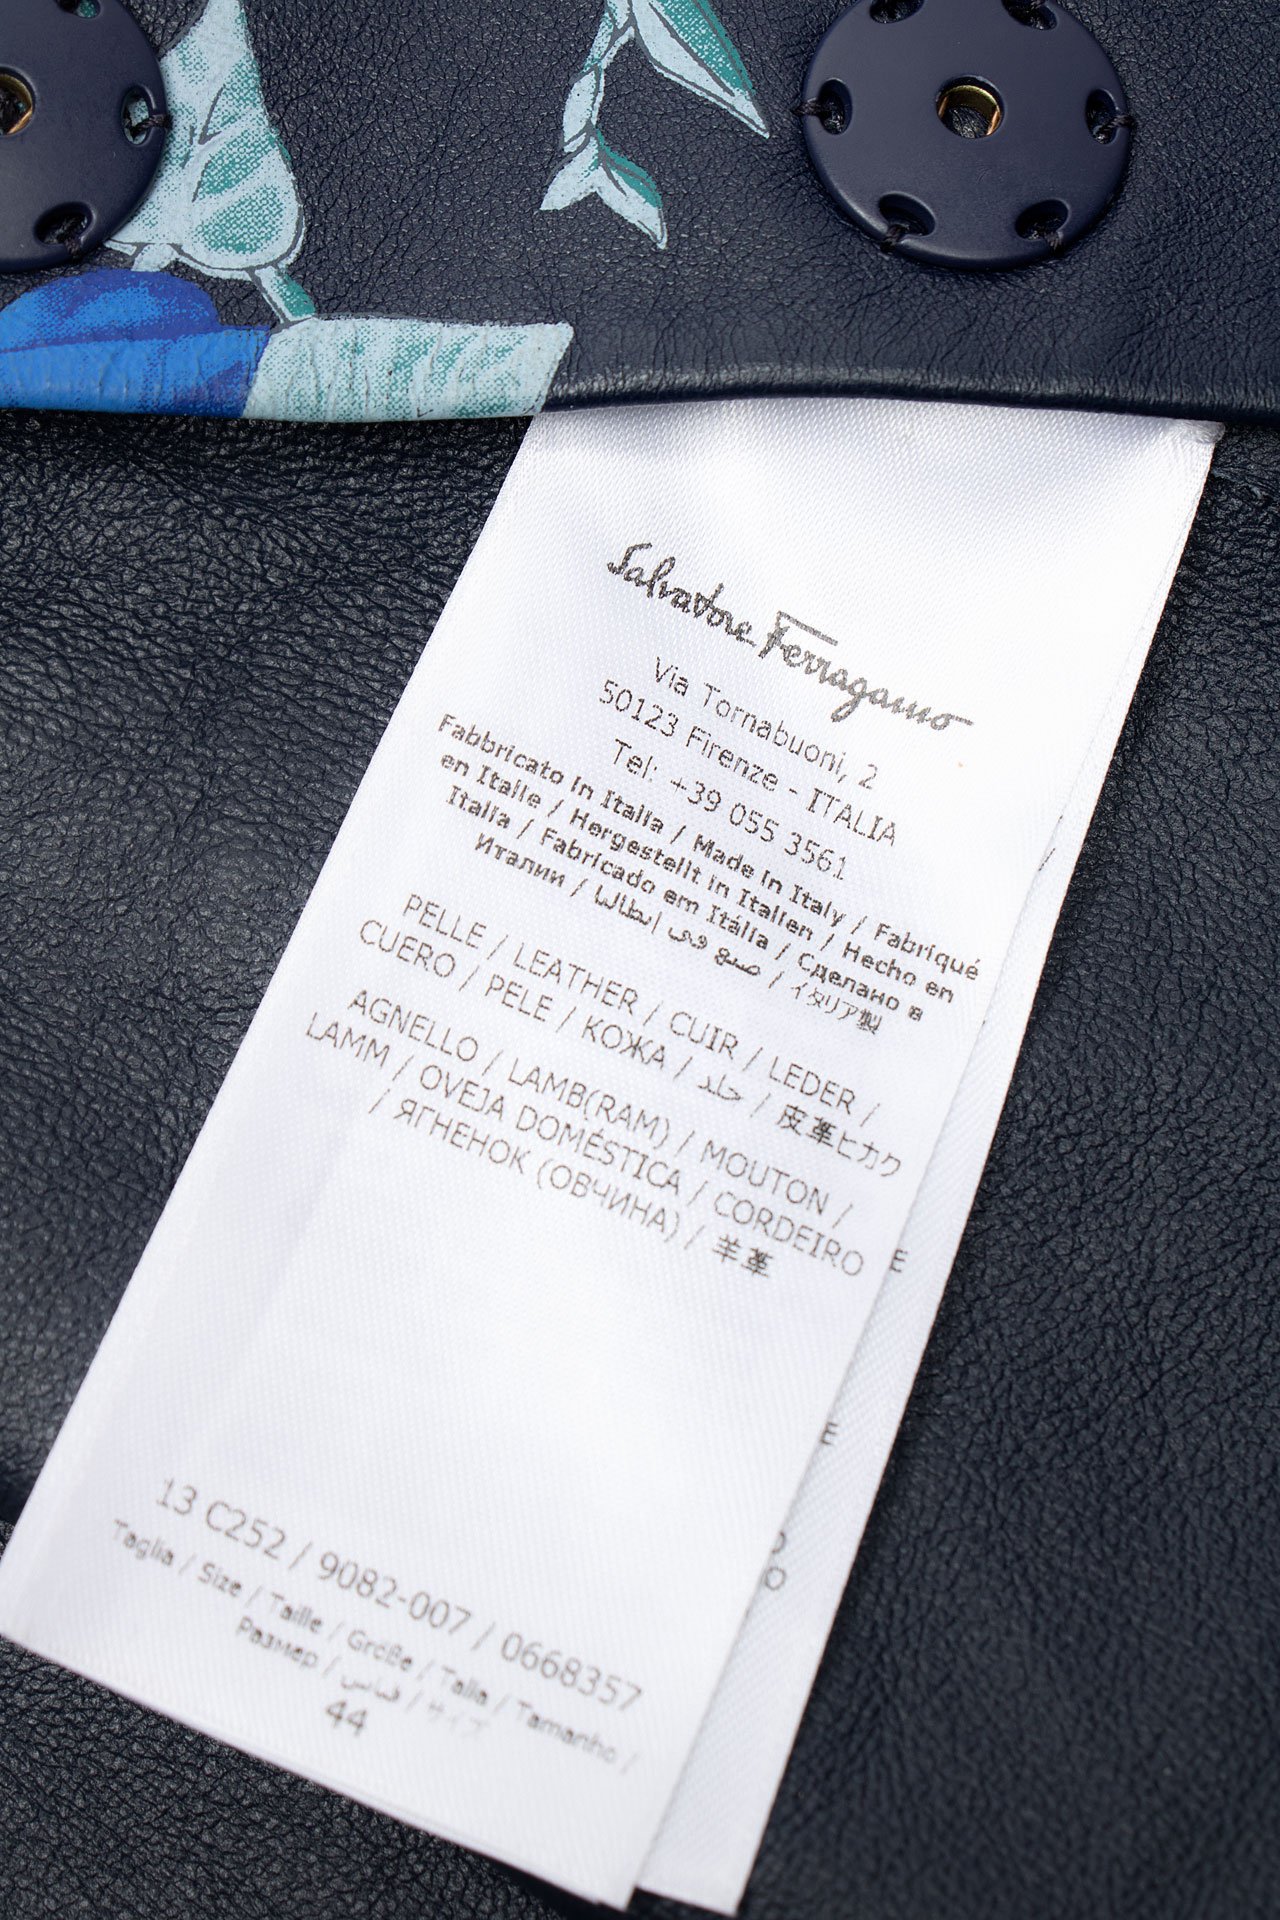 Salvatore Ferragamo
Via Tornabuoni, 2
50123 Firenze - ITALIA
Tel: +39 055 3561
Fabbricato in Italia / Made in Italy / Fabriqué
en Italie / Hergestellt in Italien / Hecho en
Italia / Fabricado em Itália / Сделано в
Италии / صنع في إيطاليا / イタリア製
PELLE / LEATHER / CUIR / LEDER /
CUERO / PELE / КОЖА / جلد / 皮革ヒカク
AGNELLO / LAMB(RAM) / MOUTON /
LAMM / OVEJA DOMÉSTICA / CORDEIRO
/ ЯГНЕНОК (ОВЧИНА) / 羊革
13 C252 / 9082-007 / 0668357
Taglia / Size / Taille / Größe / Talla / Tamanho /
Размер / قياس / サイズ
44
E
E
O